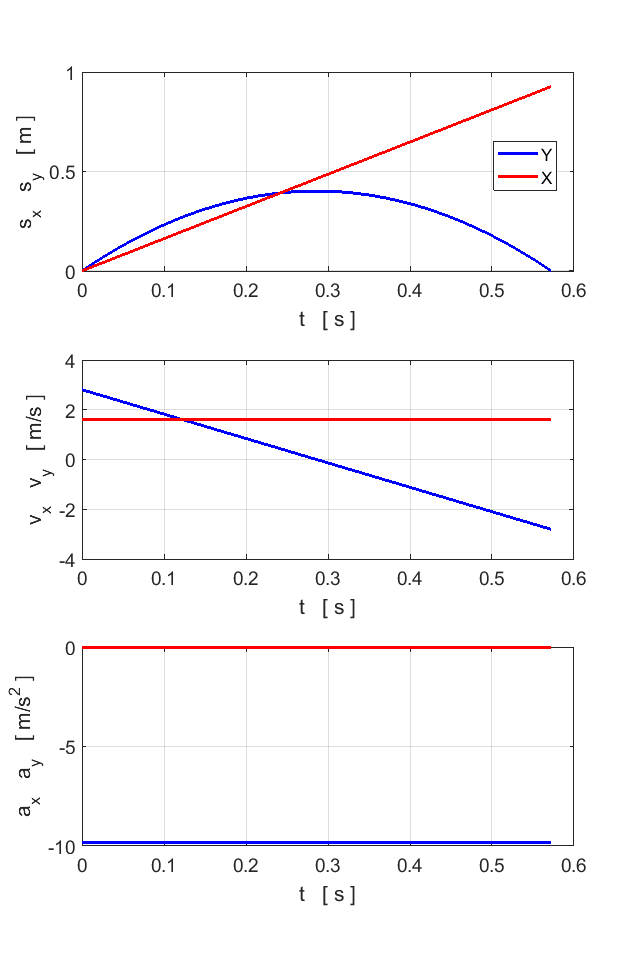 1
0.5
0
s_x s_y [ m ]
Y
X
0 0.1 0.2 0.3 0.4 0.5 0.6
t [ s ]
4
2
0
-2
-4
v_x v_y [ m/s ]
0 0.1 0.2 0.3 0.4 0.5 0.6
t [ s ]
0
-5
-10
a_x a_y [ m/s^2 ]
0 0.1 0.2 0.3 0.4 0.5 0.6
t [ s ]